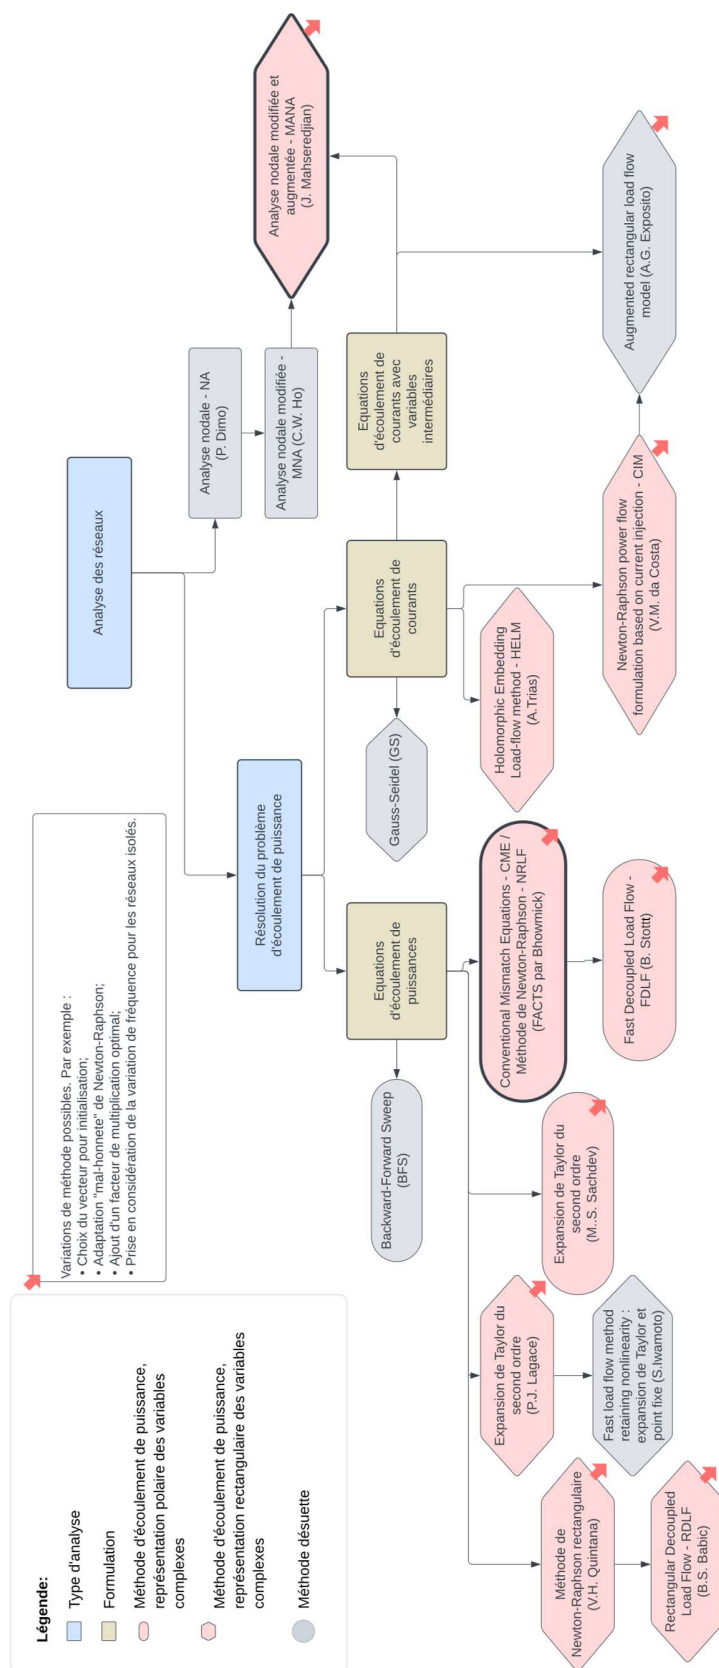 Légende:
Type d'analyse
Formulation
Méthode d'écoulement de puissance,
représentation polaire des variables
complexes
Méthode d'écoulement de puissance,
représentation rectangulaire des variables
complexes
Méthode désuette
Variations de méthode possibles. Par exemple :
• Choix du vecteur pour initialisation;
• Adaptation "mal-honnete" de Newton-Raphson;
• Ajout d'un facteur de multiplication optimal;
• Prise en considération de la variation de fréquence pour les réseaux isolés.
Analyse des réseaux
Résolution du problème
d'écoulement de puissance
Analyse nodale - NA
(P. Dimo)
Analyse nodale modifiée -
MNA (C.W. Ho)
Analyse nodale modifiée et
augmentée - MANA
(J. Mahseredjian)
Backward-Forward Sweep
(BFS)
Equations
d'écoulement de
puissances
Gauss-Seidel (GS)
Equations
d'écoulement de
courants
Equations
d'écoulement de
courants avec
variables
intermédiaires
Méthode de
Newton-Raphson rectangulaire
(V.H. Quintana)
Rectangular Decoupled
Load Flow - RDLF
(B.S. Babic)
Expansion de Taylor du
second ordre
(P.J. Lagace)
Fast load flow method
retaining nonlinearity :
expansion de Taylor et
point fixe (S.Iwamoto)
Expansion de Taylor du
second ordre
(M..S. Sachdev)
Conventional Mismatch Equations - CME /
Méthode de Newton-Raphson - NRLF
(FACTS par Bhowmick)
Fast Decoupled Load Flow -
FDLF (B. Stottt)
Holomorphic Embedding
Load-flow method - HELM
(A.Trias)
Newton-Raphson power flow
formulation based on current injection - CIM
(V.M. da Costa)
Augmented rectangular load flow
model (A.G. Exposito)